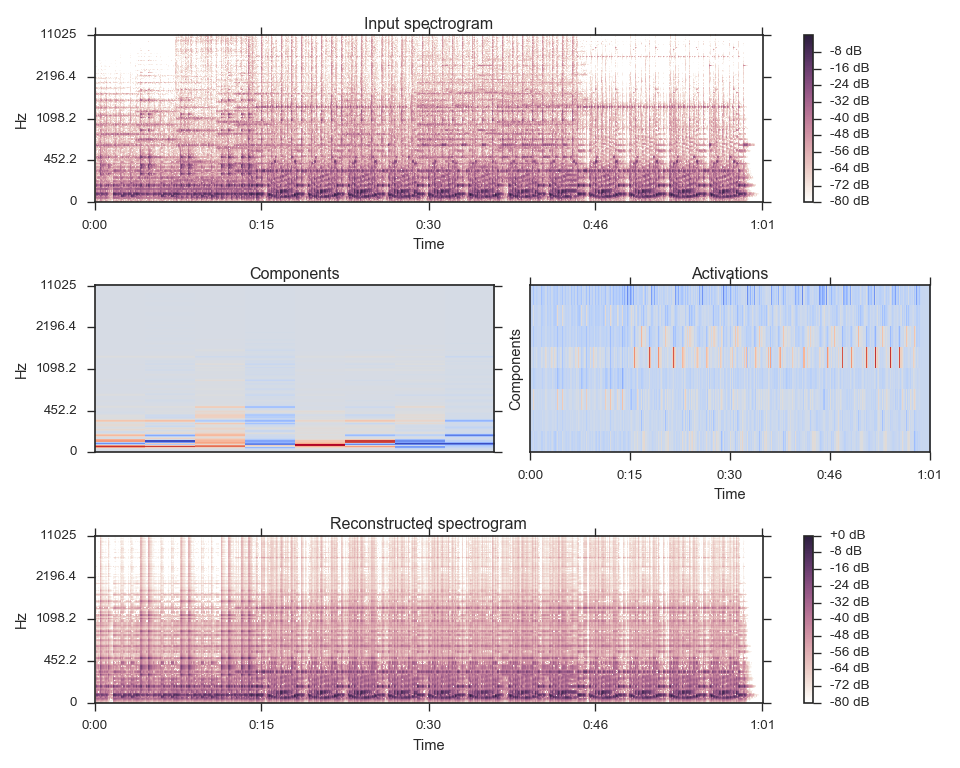 Input spectrogram
11025
2196.4
1098.2
452.2
0
Hz
0:00
0:15
0:30
0:46
1:01
Time
-8 dB
-16 dB
-24 dB
-32 dB
-40 dB
-48 dB
-56 dB
-64 dB
-72 dB
-80 dB
Components
11025
2196.4
1098.2
452.2
0
Hz
Activations
Components
0:00
0:15
0:30
0:46
1:01
Time
Reconstructed spectrogram
11025
2196.4
1098.2
452.2
0
Hz
0:00
0:15
0:30
0:46
1:01
Time
+0 dB
-8 dB
-16 dB
-24 dB
-32 dB
-40 dB
-48 dB
-56 dB
-64 dB
-72 dB
-80 dB